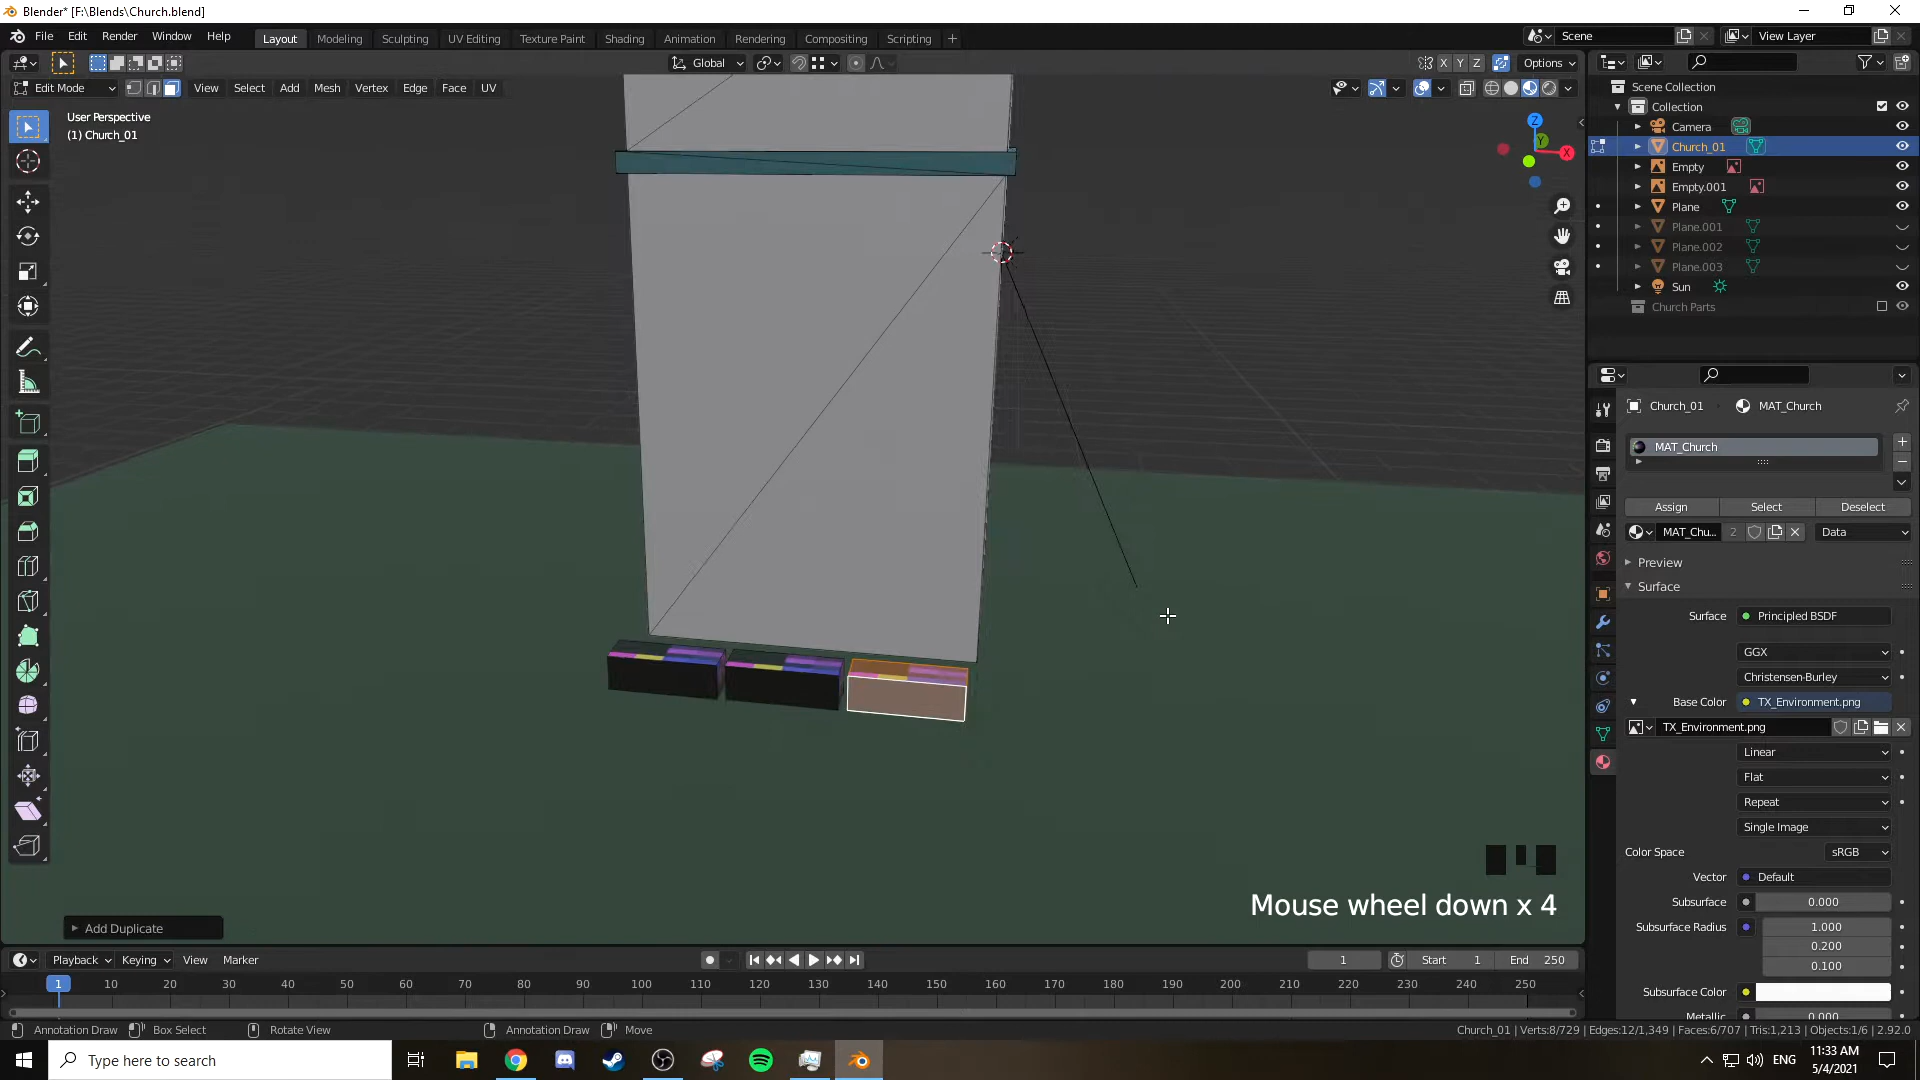 Blender* [F:\Blends\Church.blend]
File Edit Render Window Help
Layout Modeling Sculpting UV Editing Texture Paint Shading Animation Rendering Compositing Scripting +
Scene
View Layer
Global
X Y Z
Options
Edit Mode
View Select Add Mesh Vertex Edge Face UV
User Perspective
(1) Church_01
Z
Y
X
Scene Collection
Collection
Camera
Church_01
Empty
Empty.001
Plane
Plane.001
Plane.002
Plane.003
Sun
Church Parts
Church_01 MAT_Church
MAT_Church
Assign Select Deselect
MAT_Chu... 2 Data
Preview
Surface
Surface Principled BSDF
GGX
Christensen-Burley
Base Color TX_Environment.png
TX_Environment.png
Linear
Flat
Repeat
Single Image
Color Space sRGB
Vector Default
Subsurface 0.000
Subsurface Radius 1.000
0.200
0.100
Subsurface Color
Metallic 0.000
Mouse wheel down x 4
Add Duplicate
Playback Keying View Marker
1 Start 1 End 250
1 10 20 30 40 50 60 70 80 90 100 110 120 130 140 150 160 170 180 190 200 210 220 230 240 250
Annotation Draw Box Select Rotate View Annotation Draw Move
Church_01 | Verts:8/729 | Edges:12/1,349 | Faces:6/707 | Tris:1,213 | Objects:1/6 | 2.92.0
Type here to search
ENG
11:33 AM
5/4/2021